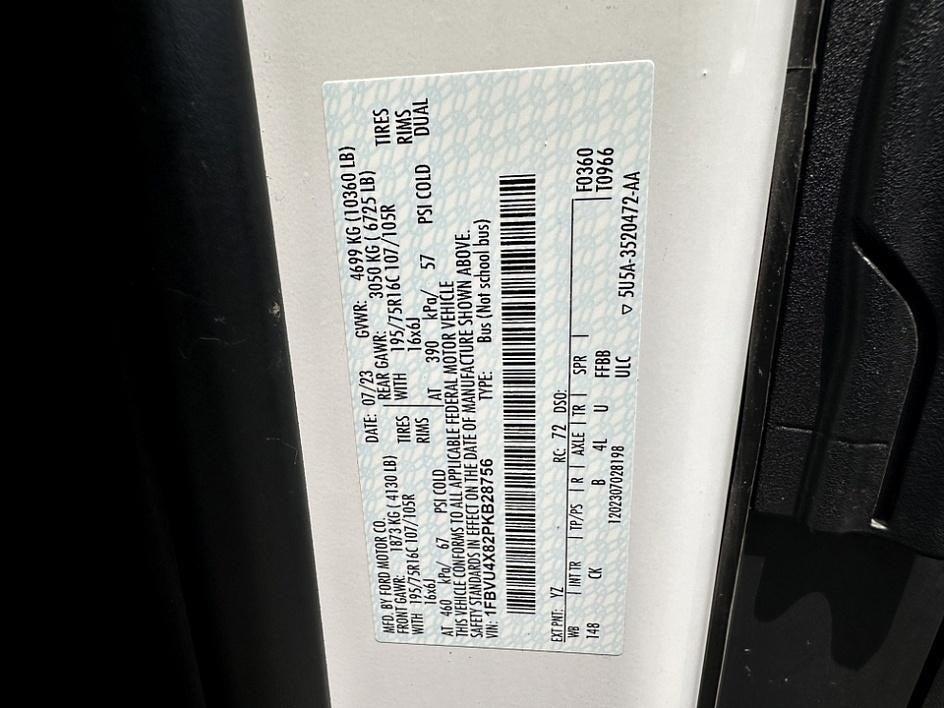 MFD. BY FORD MOTOR CO. DATE: 07/23 GVWR: 4699 KG (10360 LB)
FRONT GAWR: 1873 KG ( 4130 LB) REAR GAWR: 3050 KG ( 6725 LB)
WITH 195/75R16C 107/105R TIRES WITH 195/75R16C 107/105R TIRES
16x6J RIMS 16x6J RIMS
AT 460 kPa/ 67 PSI COLD AT 390 kPa/ 57 PSI COLD DUAL
THIS VEHICLE CONFORMS TO ALL APPLICABLE FEDERAL MOTOR VEHICLE
SAFETY STANDARDS IN EFFECT ON THE DATE OF MANUFACTURE SHOWN ABOVE.
VIN: 1FBVU4X82PKB28756 TYPE: Bus (Not school bus)
EXT PNT: YZ RC: 72 DSO: F0360
WB INT TR TP/PS R AXLE TR SPR T0966
148 CK B 4L U FFBB
1202307028198 ULC ▽ 5U5A-3520472-AA